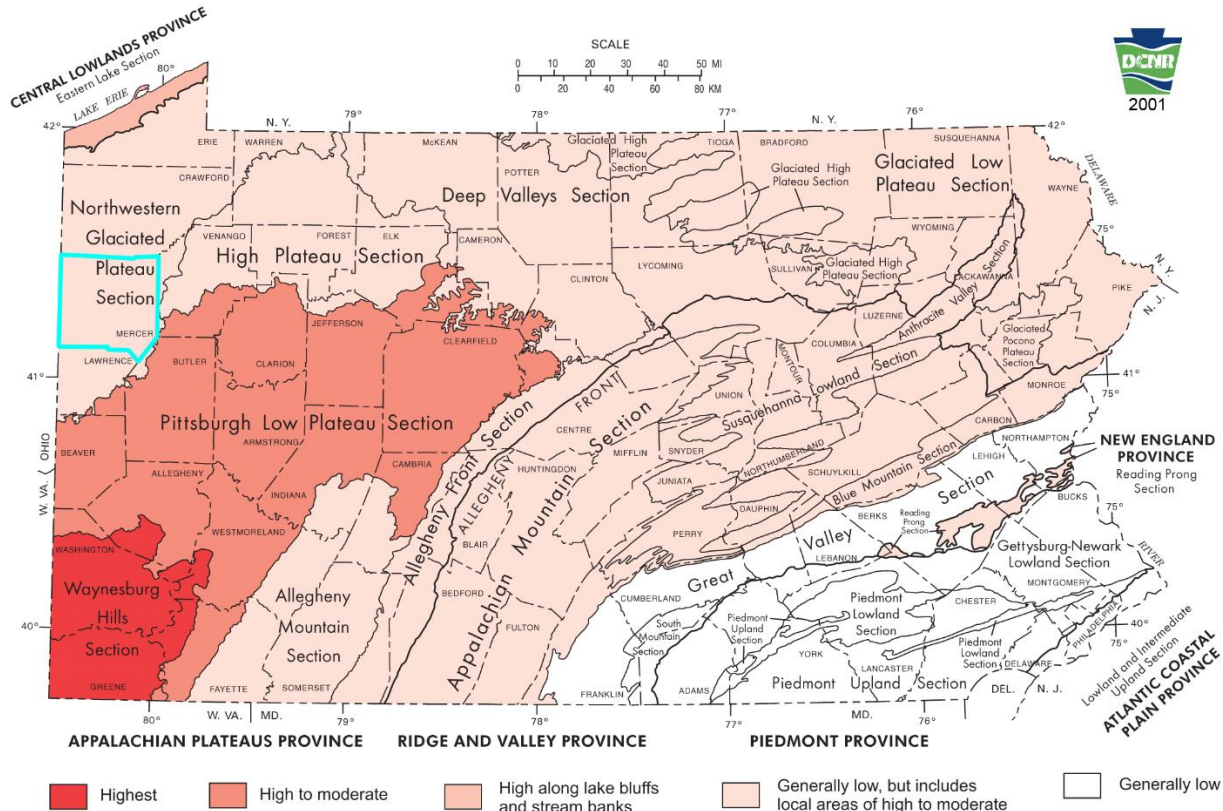 CENTRAL LOWLANDS PROVINCE
Eastern Lake Section
80°
LAKE ERIE
42°
SCALE
0 10 20 30 40 50 MI
0 20 40 60 80 KM
DCNR
2001
N. Y.
79°
78°
77°
N. Y.
76°
42°
ERIE
WARREN
McKEAN
POTTER
Glaciated High
Plateau
Section
TIOGA
BRADFORD
SUSQUEHANNA
CRAWFORD
Glaciated High
Plateau Section
Glaciated Low
Plateau Section
WAYNE
DELAWARE
Northwestern
Glaciated
Plateau
Section
Deep Valleys Section
VENANGO
FOREST
ELK
CAMERON
High Plateau Section
CLINTON
LYCOMING
SULLIVAN
WYOMING
Glaciated High
Plateau Section
LACKAWANNA
75°
N. Y.
N. J.
PIKE
MERCER
LAWRENCE
BUTLER
CLARION
JEFFERSON
CLEARFIELD
LUZERNE
Anthracite Valley Section
COLUMBIA
MONTOUR
Glaciated
Pocono
Plateau
Section
41°
41°
75°
MONROE
CARBON
Pittsburgh Low Plateau Section
ARMSTRONG
BEAVER
ALLEGHENY
INDIANA
CAMBRIA
OHIO
W. VA.
Allegheny Front Section
ALLEGHENY FRONT
CENTRE
UNION
Susquehanna Lowland Section
SNYDER
NORTHUMBERLAND
MIFFLIN
HUNTINGDON
JUNIATA
SCHUYLKILL
Blue Mountain Section
DAUPHIN
PERRY
BLAIR
Appalachian Mountain Section
NORTHAMPTON
LEHIGH
NEW ENGLAND
PROVINCE
Reading Prong
Section
BUCKS
75°
Reading
Prong
Section
BERKS
LEBANON
Great Valley Section
WASHINGTON
WESTMORELAND
Waynesburg
Hills
Section
GREENE
40°
Allegheny
Mountain
Section
FAYETTE
SOMERSET
BEDFORD
FULTON
CUMBERLAND
South
Mountain
Section
FRANKLIN
ADAMS
Piedmont
Upland
Section
YORK
Piedmont
Lowland
Section
LANCASTER
CHESTER
Piedmont
Lowland
Section
Piedmont Upland Section
Gettysburg-Newark
Lowland Section
MONTGOMERY
PHILADELPHIA
DELAWARE
RIVER
40°
75°
DEL.
N. J.
Lowland and Intermediate
Upland Section
ATLANTIC COASTAL
PLAIN PROVINCE
80°
W. VA.
MD.
79°
78°
77°
MD.
76°
APPALACHIAN PLATEAUS PROVINCE
RIDGE AND VALLEY PROVINCE
PIEDMONT PROVINCE
Highest
High to moderate
High along lake bluffs
and stream banks
Generally low, but includes
local areas of high to moderate
Generally low